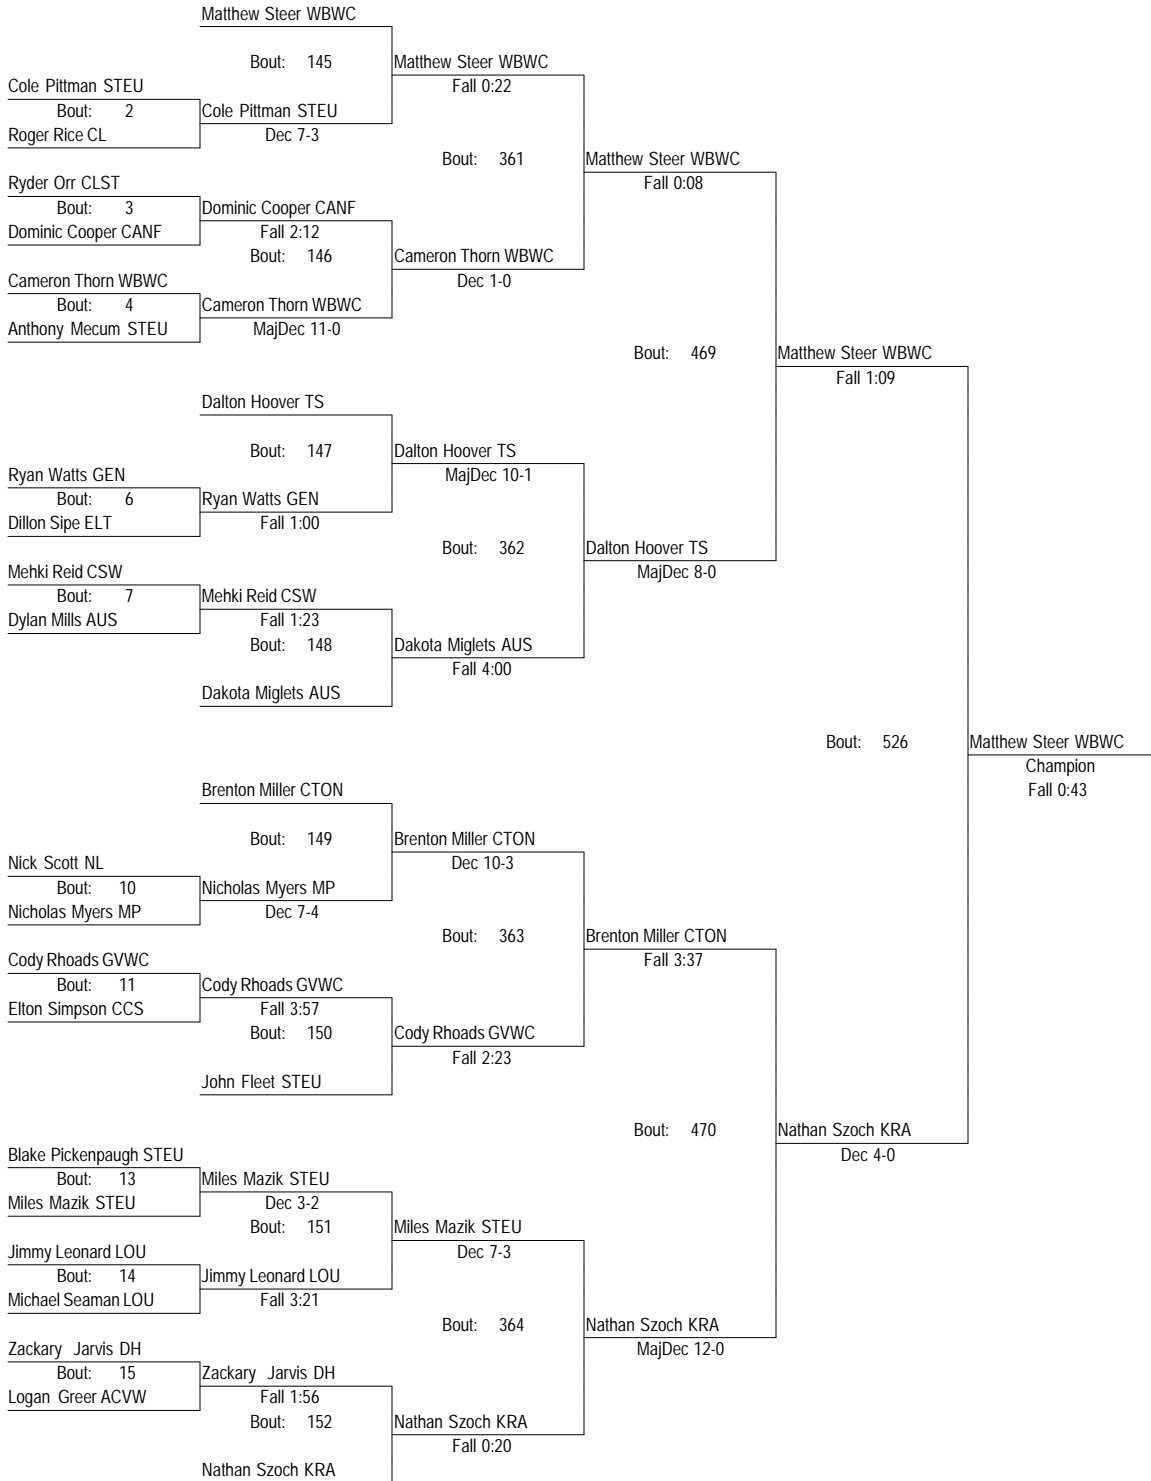 Matthew Steer WBWC
Bout: 145
Matthew Steer WBWC
Fall 0:22
Cole Pittman STEU
Bout: 2
Cole Pittman STEU
Roger Rice CL
Dec 7-3
Bout: 361
Matthew Steer WBWC
Fall 0:08
Ryder Orr CLST
Bout: 3
Dominic Cooper CANF
Dominic Cooper CANF
Fall 2:12
Bout: 146
Cameron Thorn WBWC
Dec 1-0
Cameron Thorn WBWC
Bout: 4
Cameron Thorn WBWC
Anthony Mecum STEU
MajDec 11-0
Bout: 469
Matthew Steer WBWC
Fall 1:09
Dalton Hoover TS
Bout: 147
Dalton Hoover TS
MajDec 10-1
Ryan Watts GEN
Bout: 6
Ryan Watts GEN
Dillon Sipe ELT
Fall 1:00
Bout: 362
Dalton Hoover TS
MajDec 8-0
Mehki Reid CSW
Bout: 7
Mehki Reid CSW
Dylan Mills AUS
Fall 1:23
Bout: 148
Dakota Miglets AUS
Fall 4:00
Dakota Miglets AUS
Bout: 526
Matthew Steer WBWC
Champion
Fall 0:43
Brenton Miller CTON
Bout: 149
Brenton Miller CTON
Dec 10-3
Nick Scott NL
Bout: 10
Nicholas Myers MP
Nicholas Myers MP
Dec 7-4
Bout: 363
Brenton Miller CTON
Fall 3:37
Cody Rhoads GVWC
Bout: 11
Cody Rhoads GVWC
Elton Simpson CCS
Fall 3:57
Bout: 150
Cody Rhoads GVWC
Fall 2:23
John Fleet STEU
Bout: 470
Nathan Szoch KRA
Dec 4-0
Blake Pickenpaugh STEU
Bout: 13
Miles Mazik STEU
Miles Mazik STEU
Dec 3-2
Bout: 151
Miles Mazik STEU
Dec 7-3
Jimmy Leonard LOU
Bout: 14
Jimmy Leonard LOU
Michael Seaman LOU
Fall 3:21
Bout: 364
Nathan Szoch KRA
MajDec 12-0
Zackary Jarvis DH
Bout: 15
Zackary Jarvis DH
Logan Greer ACVW
Fall 1:56
Bout: 152
Nathan Szoch KRA
Fall 0:20
Nathan Szoch KRA